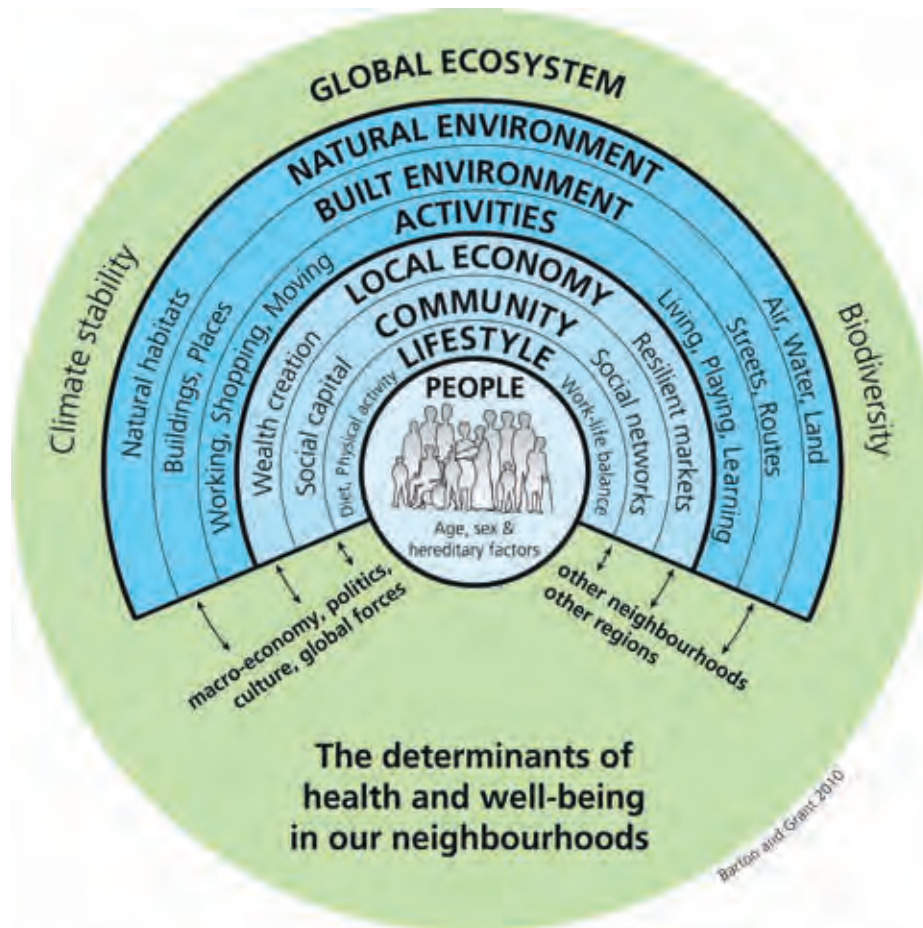 GLOBAL ECOSYSTEM
NATURAL ENVIRONMENT
BUILT ENVIRONMENT
ACTIVITIES
LOCAL ECONOMY
COMMUNITY
LIFESTYLE
PEOPLE
Age, sex &
hereditary factors
Climate stability
Natural habitats
Buildings, Places
Working, Shopping, Moving
Wealth creation
Social capital
Diet, Physical activity
Work-life balance
Social networks
Resilient markets
Living, Playing, Learning
Streets, Routes
Air, Water, Land
Biodiversity
macro-economy, politics,
culture, global forces
other neighbourhoods
other regions
The determinants of
health and well-being
in our neighbourhoods
Barton and Grant 2010